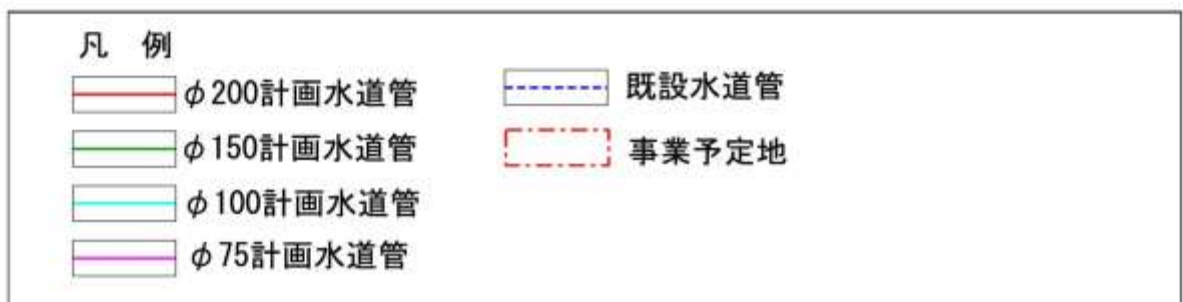 凡　例
φ200計画水道管
φ150計画水道管
φ100計画水道管
φ75計画水道管
既設水道管
事業予定地